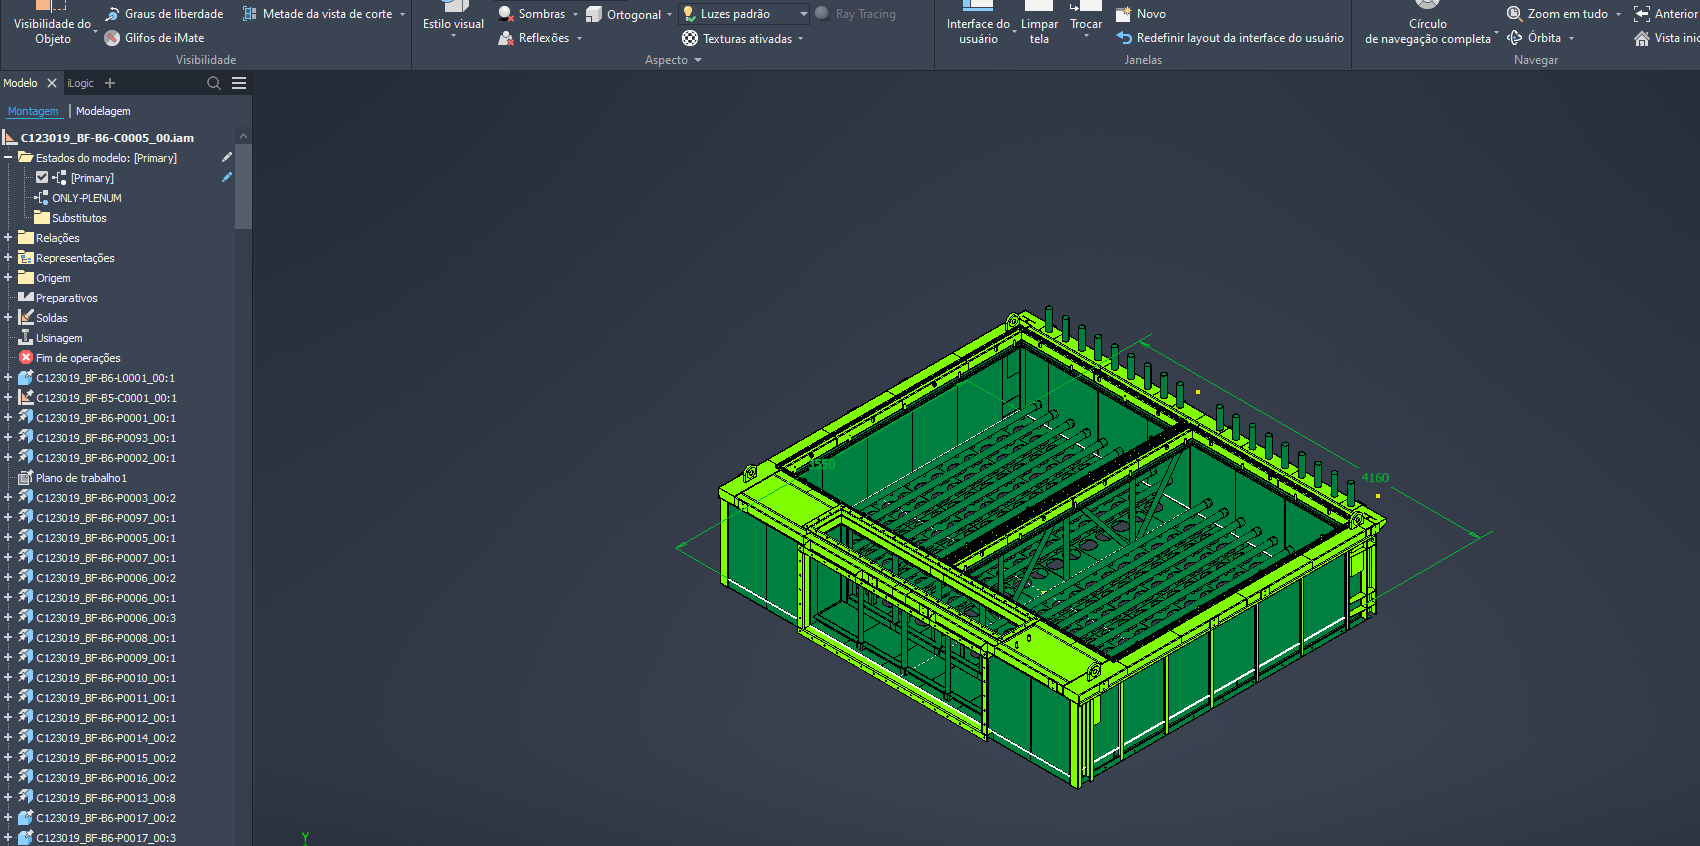 Visibilidade do
Objeto
Graus de liberdade
Glifos de iMate
Metade da vista de corte
Visibilidade
Estilo visual
Sombras
Reflexões
Ortogonal
Luzes padrão
Texturas ativadas
Ray Tracing
Aspecto
Interface do
usuário
Limpar
tela
Trocar
Novo
Redefinir layout da interface do usuário
Janelas
Círculo
de navegação completa
Zoom em tudo
Órbita
Anterior
Vista inic
Navegar
Modelo
iLogic
Montagem | Modelagem
C123019_BF-B6-C0005_00.iam
Estados do modelo: [Primary]
[Primary]
ONLY-PLENUM
Substitutos
Relações
Representações
Origem
Preparativos
Soldas
Usinagem
Fim de operações
C123019_BF-B6-L0001_00:1
C123019_BF-B5-C0001_00:1
C123019_BF-B6-P0001_00:1
C123019_BF-B6-P0093_00:1
C123019_BF-B6-P0002_00:1
Plano de trabalho1
C123019_BF-B6-P0003_00:2
C123019_BF-B6-P0097_00:1
C123019_BF-B6-P0005_00:1
C123019_BF-B6-P0007_00:1
C123019_BF-B6-P0006_00:2
C123019_BF-B6-P0006_00:1
C123019_BF-B6-P0006_00:3
C123019_BF-B6-P0008_00:1
C123019_BF-B6-P0009_00:1
C123019_BF-B6-P0010_00:1
C123019_BF-B6-P0011_00:1
C123019_BF-B6-P0012_00:1
C123019_BF-B6-P0014_00:2
C123019_BF-B6-P0015_00:2
C123019_BF-B6-P0016_00:2
C123019_BF-B6-P0013_00:8
C123019_BF-B6-P0017_00:2
C123019_BF-B6-P0017_00:3
3550
4160
Y